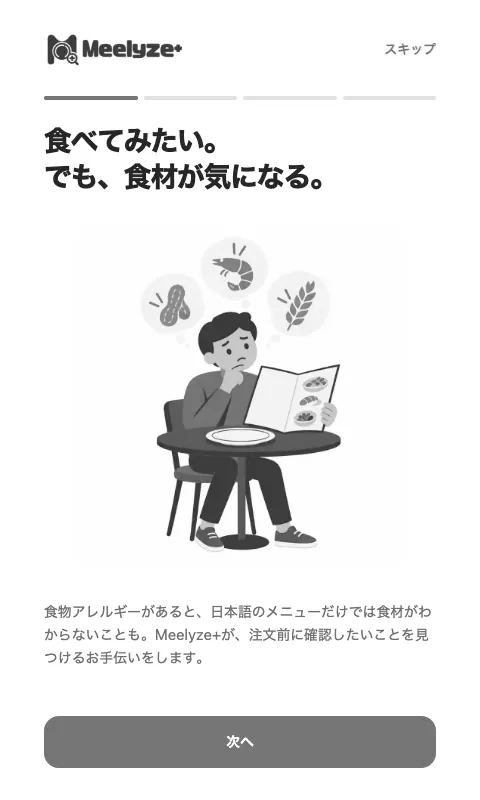 Meelyze+
スキップ
食べてみたい。
でも、食材が気になる。
食物アレルギーがあると、日本語のメニューだけでは食材がわ
からないことも。Meelyze+が、注文前に確認したいことを見
つけるお手伝いをします。
次へ